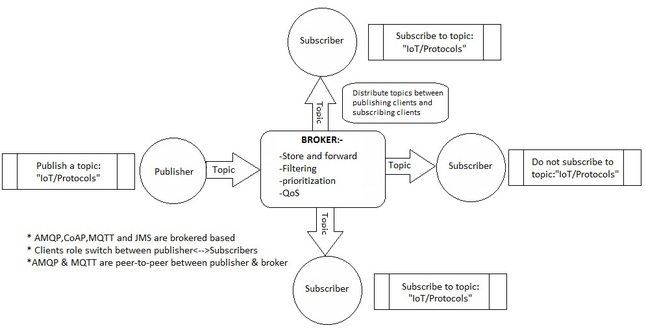 Subscriber
Subscribe to topic:
"IoT/Protocols"
Topic
Distribute topics between
publishing clients and
subscribing clients
Publish a topic:
"IoT/Protocols"
Publisher
Topic
BROKER:-
-Store and forward
-Filtering
-prioritization
-QoS
Topic
Subscriber
Do not subscribe to
topic:"IoT/Protocols"
Topic
* AMQP,CoAP,MQTT and JMS are brokered based
* Clients role switch between publisher<-->Subscribers
*AMQP & MQTT are peer-to-peer between publisher & broker
Subscriber
Subscribe to topic:
"IoT/Protocols"